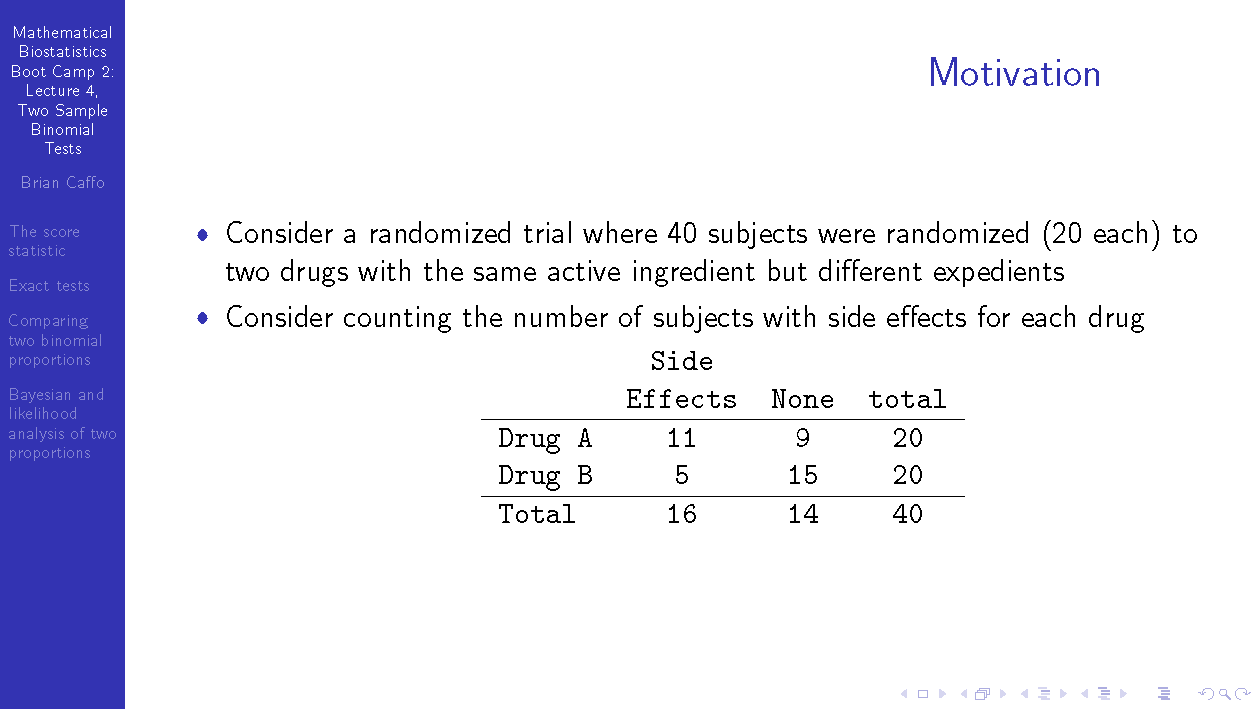 Mathematical
Biostatistics
Boot Camp 2:
Lecture 4,
Two Sample
Binomial
Tests
Brian Caffo
The score
statistic
Exact tests
Comparing
two binomial
proportions
Bayesian and
likelihood
analysis of two
proportions
Motivation
• Consider a randomized trial where 40 subjects were randomized (20 each) to
two drugs with the same active ingredient but different expedients
• Consider counting the number of subjects with side effects for each drug
Side
Effects None total
Drug A 11 9 20
Drug B 5 15 20
Total 16 14 40